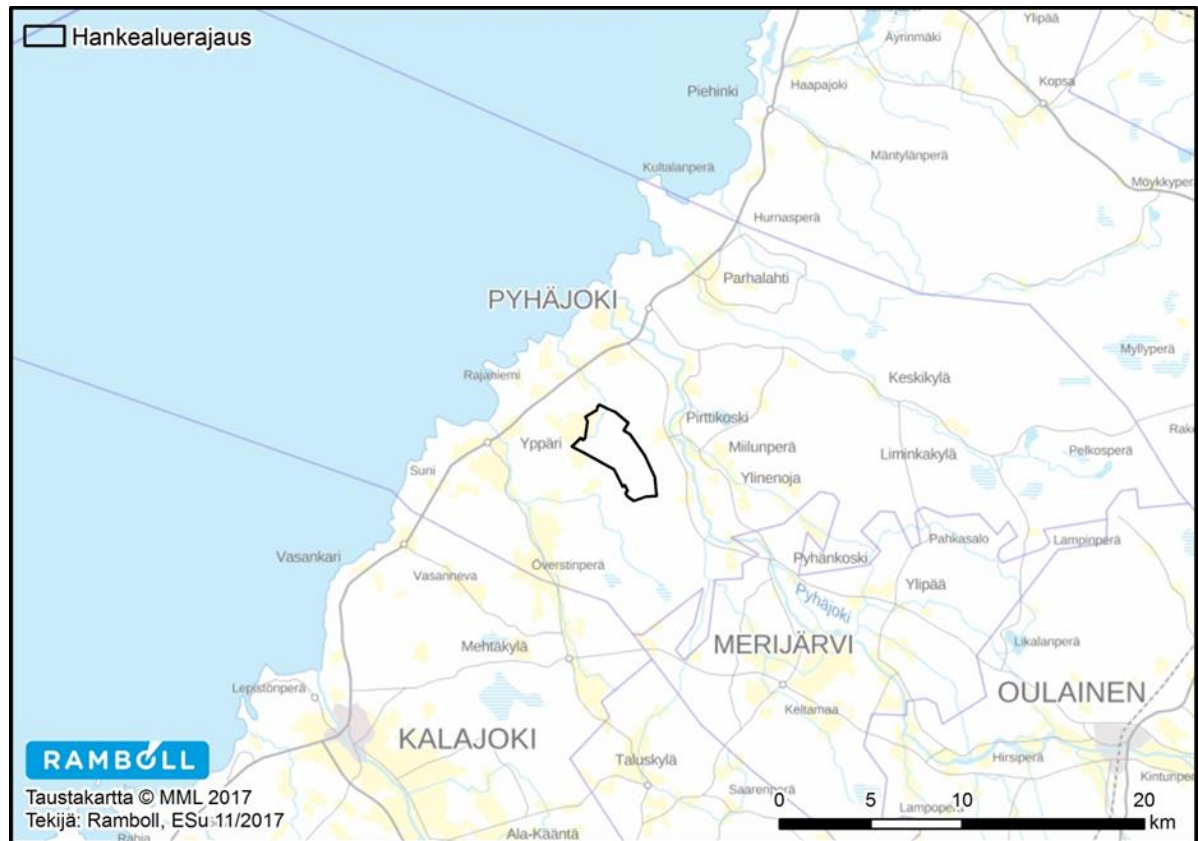 Hankealuerajaus
Ylipää
Äyrinmäki
Kopsa
Piehinki
Haapajoki
Mäntylänperä
Kultalanperä
Möykkyper
Hurnasperä
Parhalahti
PYHÄJOKI
Myllyperä
Rajaniemi
Keskikylä
Pirttikoski
Yppäri
Miilunperä
Liminkakylä
Pelkosperä
Suni
Ylinenoja
Vasankari
Pyhänkoski
Pahkasalo
Lampinperä
Vasanneva
Överstinperä
Ylipää
Pyhäjoki
Mehtäkylä
MERIJÄRVI
Likalanperä
Lepistönperä
OULAINEN
Keltamaa
KALAJOKI
Taluskylä
Hirsiperä
Kintunper
Saarenperä
RAMBOLL
Taustakartta © MML 2017
Tekijä: Ramboll, ESu 11/2017
Ala-Kääntä
Lampoperä
0 5 10 20
km